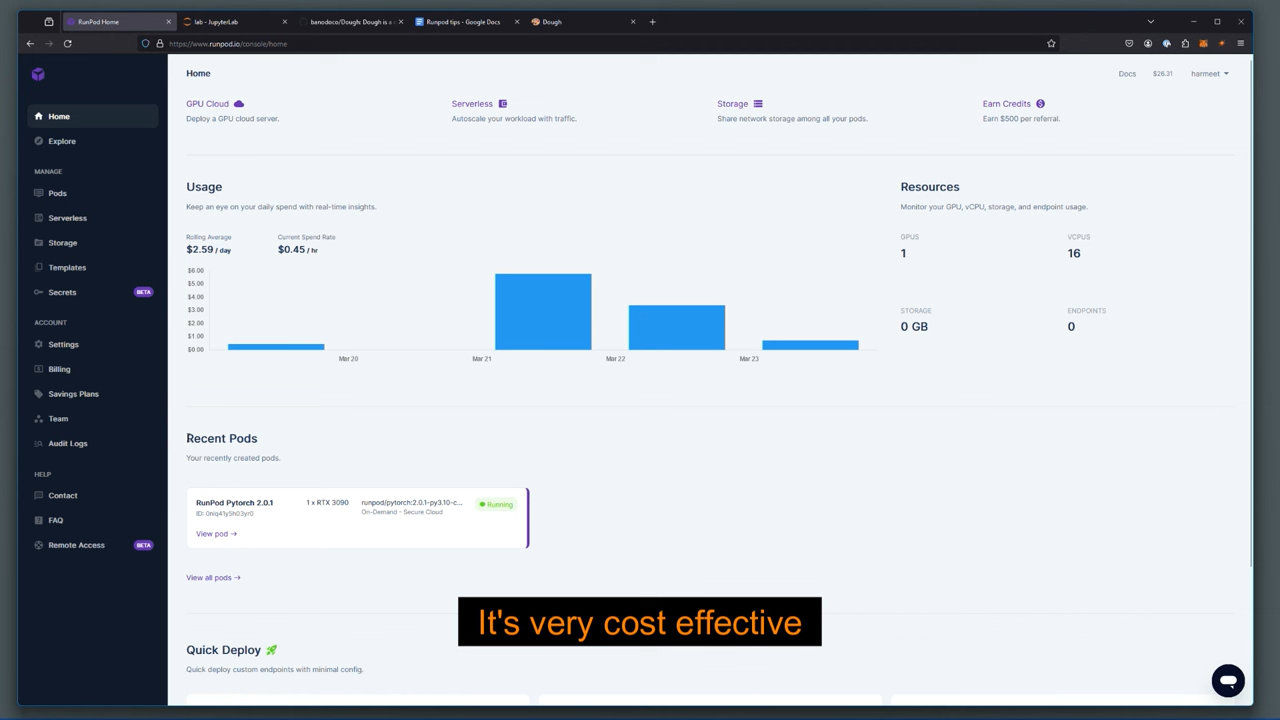 RunPod Home
lab - JupyterLab
banodoco/Dough: Dough is a
Runpod tips - Google Docs
Dough
https://www.runpod.io/console/home
Home
Docs
$26.31
harmeet
Home
Explore
MANAGE
Pods
Serverless
Storage
Templates
Secrets
BETA
ACCOUNT
Settings
Billing
Savings Plans
Team
Audit Logs
HELP
Contact
FAQ
Remote Access
BETA
GPU Cloud
Deploy a GPU cloud server.
Serverless
Autoscale your workload with traffic.
Storage
Share network storage among all your pods.
Earn Credits
Earn $500 per referral.
Usage
Keep an eye on your daily spend with real-time insights.
Rolling Average
$2.59 / day
Current Spend Rate
$0.45 / hr
$6.00
$5.00
$4.00
$3.00
$2.00
$1.00
$0.00
Mar 20
Mar 21
Mar 22
Mar 23
Resources
Monitor your GPU, vCPU, storage, and endpoint usage.
GPUS
1
VCPUS
16
STORAGE
0 GB
ENDPOINTS
0
Recent Pods
Your recently created pods.
RunPod Pytorch 2.0.1
1 x RTX 3090
runpod/pytorch:2.0.1-py3.10-c...
On-Demand - Secure Cloud
Running
View pod →
View all pods →
It's very cost effective
Quick Deploy
Quick deploy custom endpoints with minimal config.